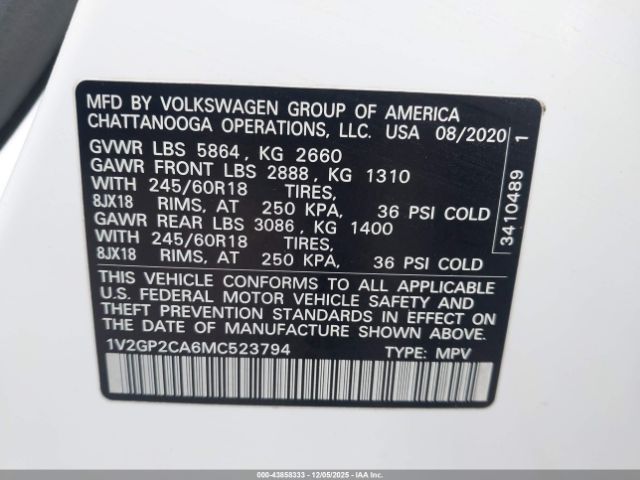 MFD BY VOLKSWAGEN GROUP OF AMERICA
CHATTANOOGA OPERATIONS, LLC. USA 08/2020
GVWR LBS 5864, KG 2660
GAWR FRONT LBS 2888, KG 1310
WITH 245/60R18 TIRES,
8JX18 RIMS, AT 250 KPA, 36 PSI COLD
GAWR REAR LBS 3086, KG 1400
WITH 245/60R18 TIRES,
8JX18 RIMS, AT 250 KPA, 36 PSI COLD
THIS VEHICLE CONFORMS TO ALL APPLICABLE
U.S. FEDERAL MOTOR VEHICLE SAFETY AND
THEFT PREVENTION STANDARDS IN EFFECT ON
THE DATE OF MANUFACTURE SHOWN ABOVE.
1V2GP2CA6MC523794 TYPE: MPV
3410489 1
000-43858333 - 12/05/2025 - COPART.COM